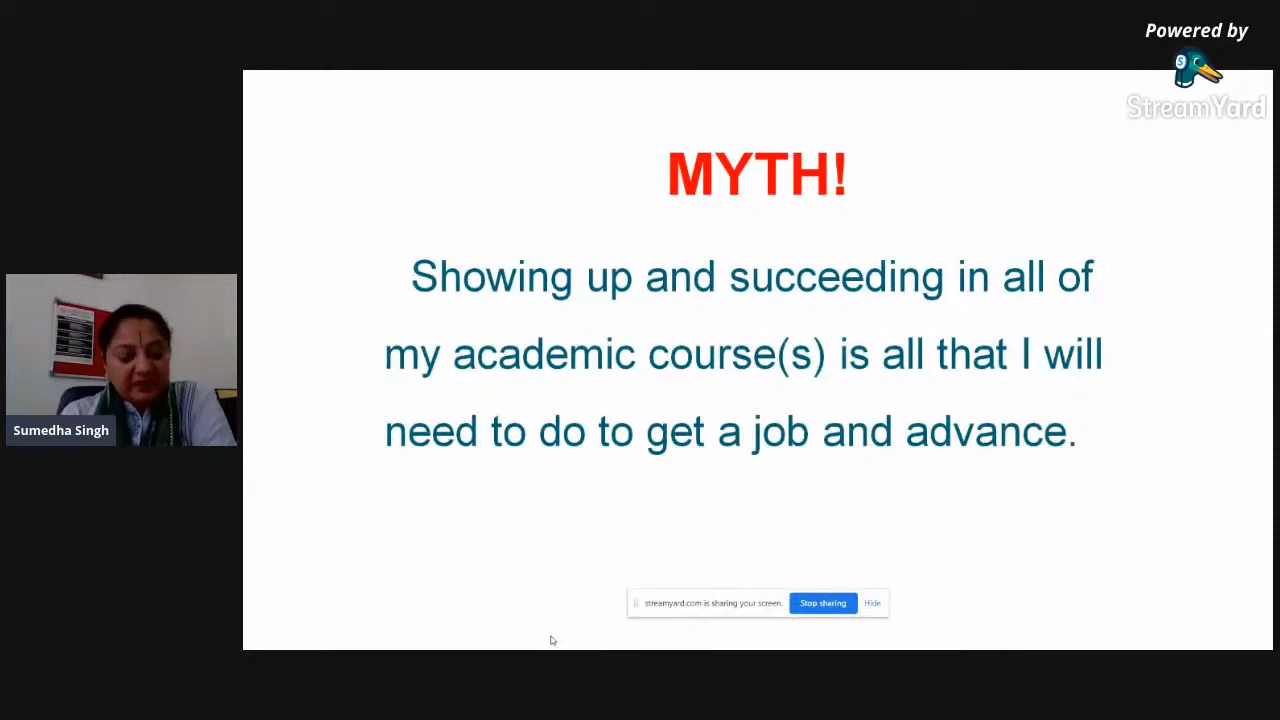 Powered by
StreamYard
MYTH!
Showing up and succeeding in all of
my academic course(s) is all that I will
need to do to get a job and advance.
Sumedha Singh
streamyard.com is sharing your screen.
Stop sharing
Hide